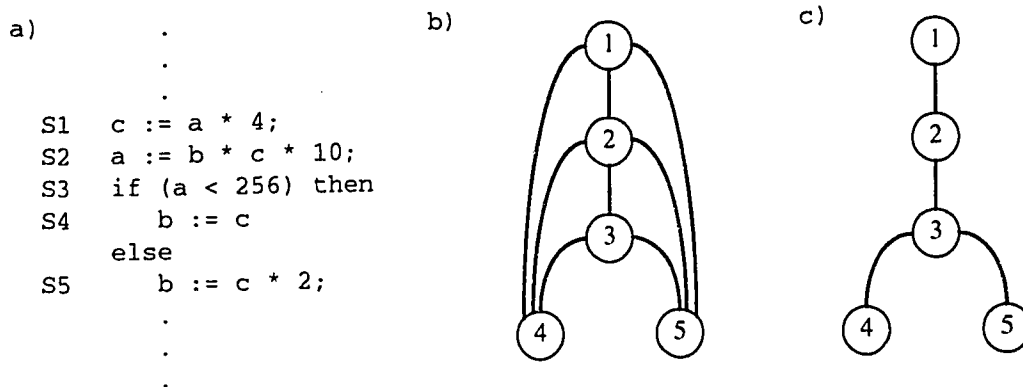 a)
.
.
.
S1 c := a * 4;
S2 a := b * c * 10;
S3 if (a < 256) then
S4 b := c
else
S5 b := c * 2;
.
.
.
b)
1
2
3
4 5
c)
1
2
3
4 5